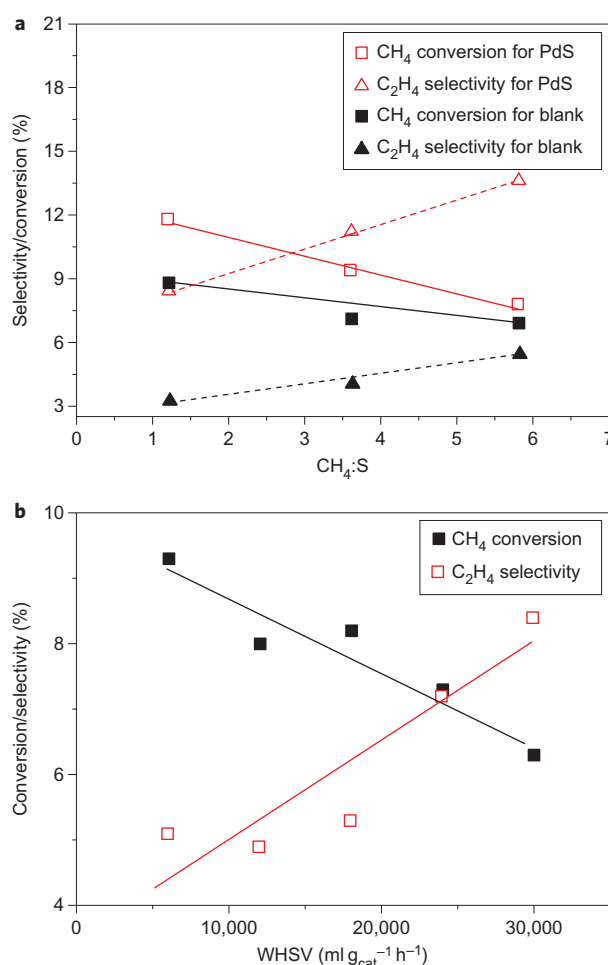 a
21
18
15
12
9
6
3
Selectivity/conversion (%)
CH₄ conversion for PdS
C₂H₄ selectivity for PdS
CH₄ conversion for blank
C₂H₄ selectivity for blank
0 1 2 3 4 5 6 7
CH₄:S
b
10
8
6
4
Conversion/selectivity (%)
CH₄ conversion
C₂H₄ selectivity
0 10,000 20,000 30,000
WHSV (ml g_cat⁻¹ h⁻¹)